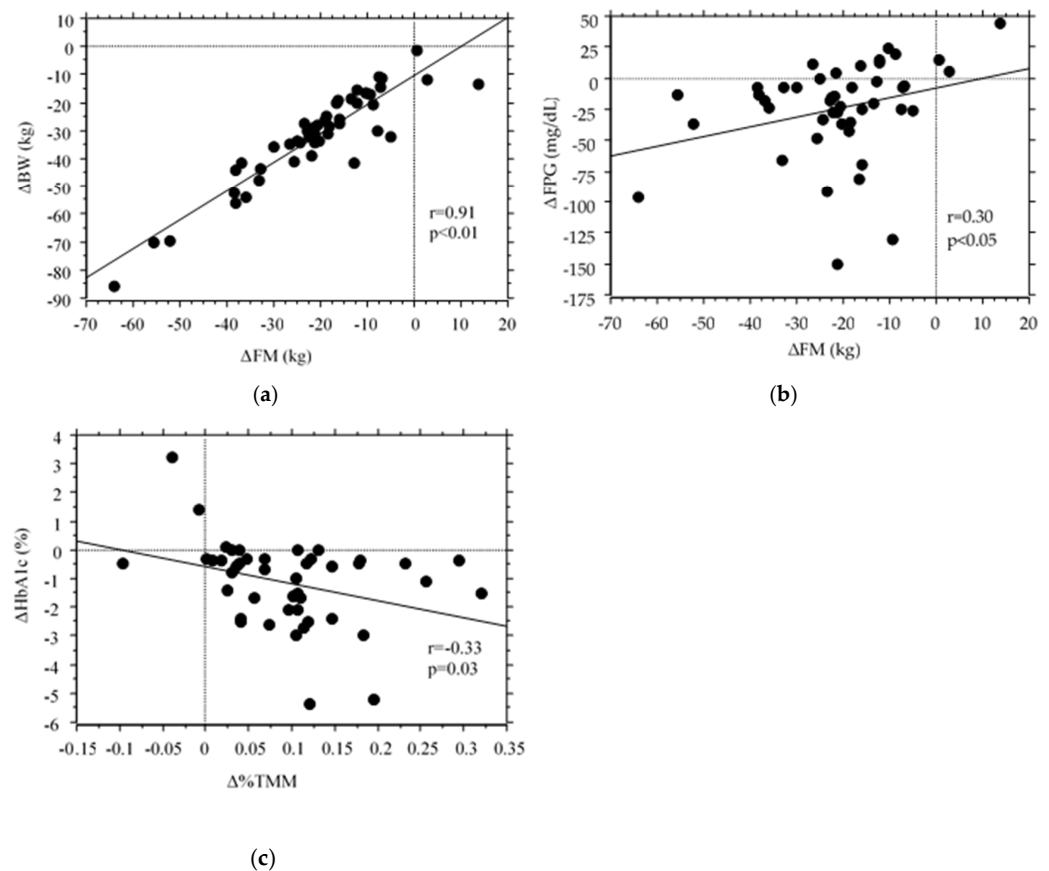 0
-10
-20
-30
-40
-50
-60
-70
-80
-90
ΔBW (kg)
r=0.91
p<0.01
-70 -60 -50 -40 -30 -20 -10 0 10 20
ΔFM (kg)
(a)
50
25
0
-25
-50
-75
-100
-125
-150
-175
ΔFPG (mg/dL)
r=0.30
p<0.05
-70 -60 -50 -40 -30 -20 -10 0 10 20
ΔFM (kg)
(b)
4
3
2
1
0
-1
-2
-3
-4
-5
-6
ΔHbA1c (%)
r=-0.33
p=0.03
-0.15 -0.1 -0.05 0 0.05 0.1 0.15 0.2 0.25 0.3 0.35
Δ%TMM
(c)